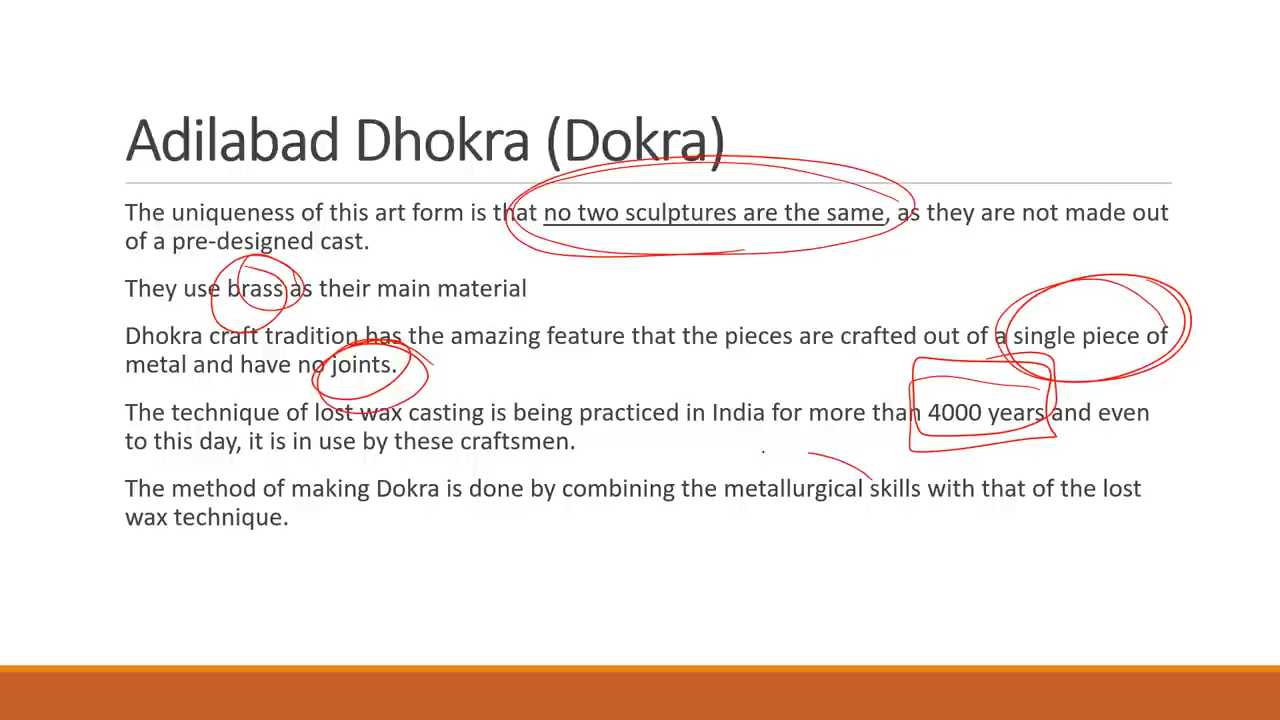 Adilabad Dhokra (Dokra)
The uniqueness of this art form is that no two sculptures are the same, as they are not made out
of a pre-designed cast.
They use brass as their main material
Dhokra craft tradition has the amazing feature that the pieces are crafted out of a single piece of
metal and have no joints.
The technique of lost wax casting is being practiced in India for more than 4000 years and even
to this day, it is in use by these craftsmen.
The method of making Dokra is done by combining the metallurgical skills with that of the lost
wax technique.